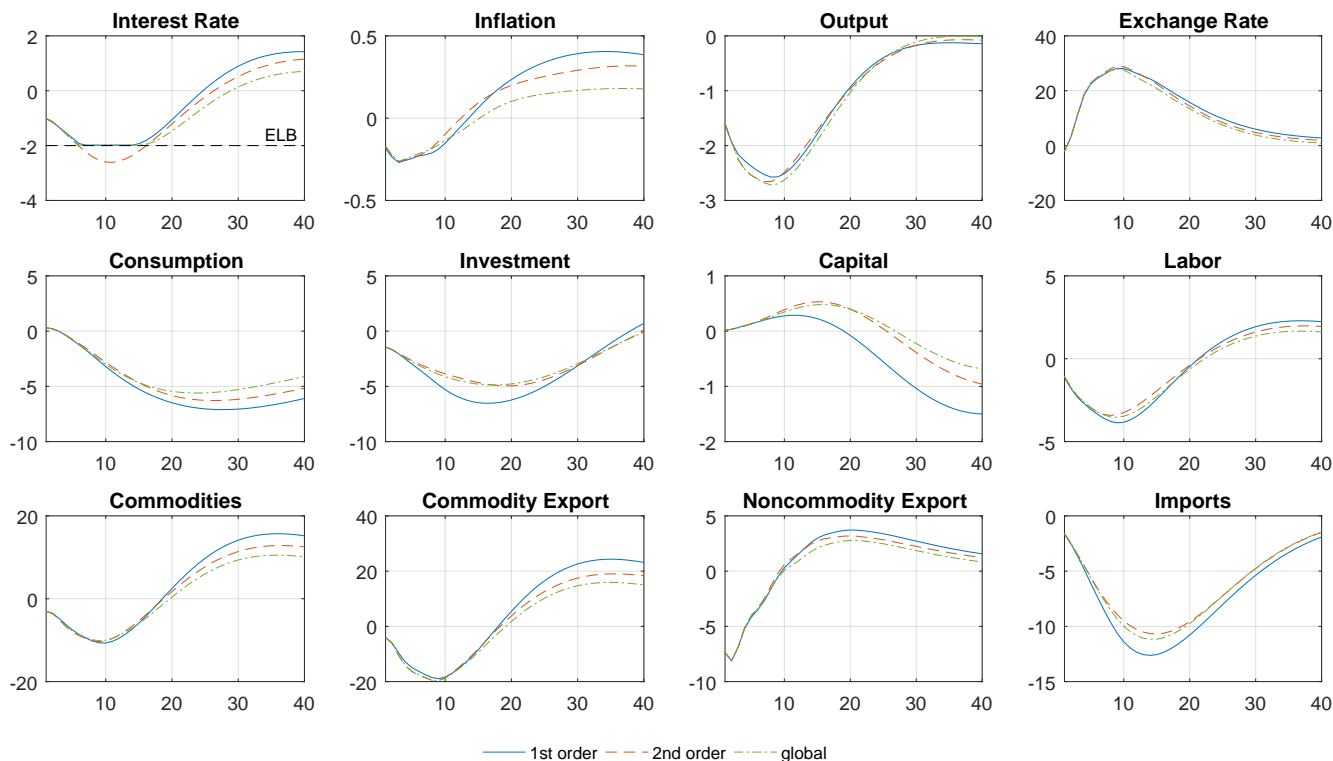 Interest Rate
2
0
-2
-4
ELB
10 20 30 40
Inflation
0.5
0
-0.5
10 20 30 40
Output
0
-1
-2
-3
10 20 30 40
Exchange Rate
40
20
0
-20
10 20 30 40
Consumption
5
0
-5
-10
10 20 30 40
Investment
5
0
-5
-10
10 20 30 40
Capital
1
0
-1
-2
10 20 30 40
Labor
5
0
-5
10 20 30 40
Commodities
20
0
-20
10 20 30 40
Commodity Export
40
20
0
-20
10 20 30 40
Noncommodity Export
5
0
-5
-10
10 20 30 40
Imports
0
-5
-10
-15
10 20 30 40
1st order 2nd order global